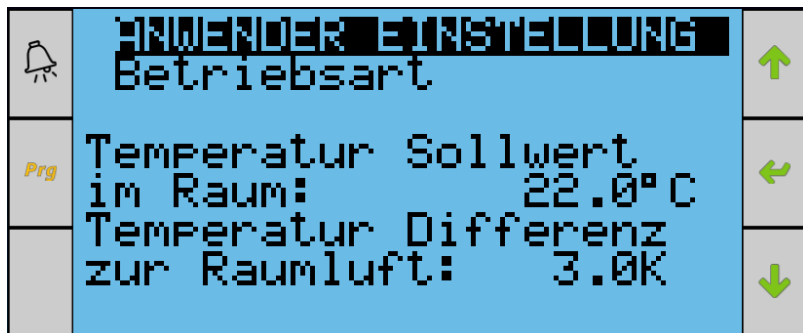 ANWENDER EINSTELLUNG
Betriebsart
Prg
Temperatur Sollwert
im Raum: 22.0°C
Temperatur Differenz
zur Raumluft: 3.0K